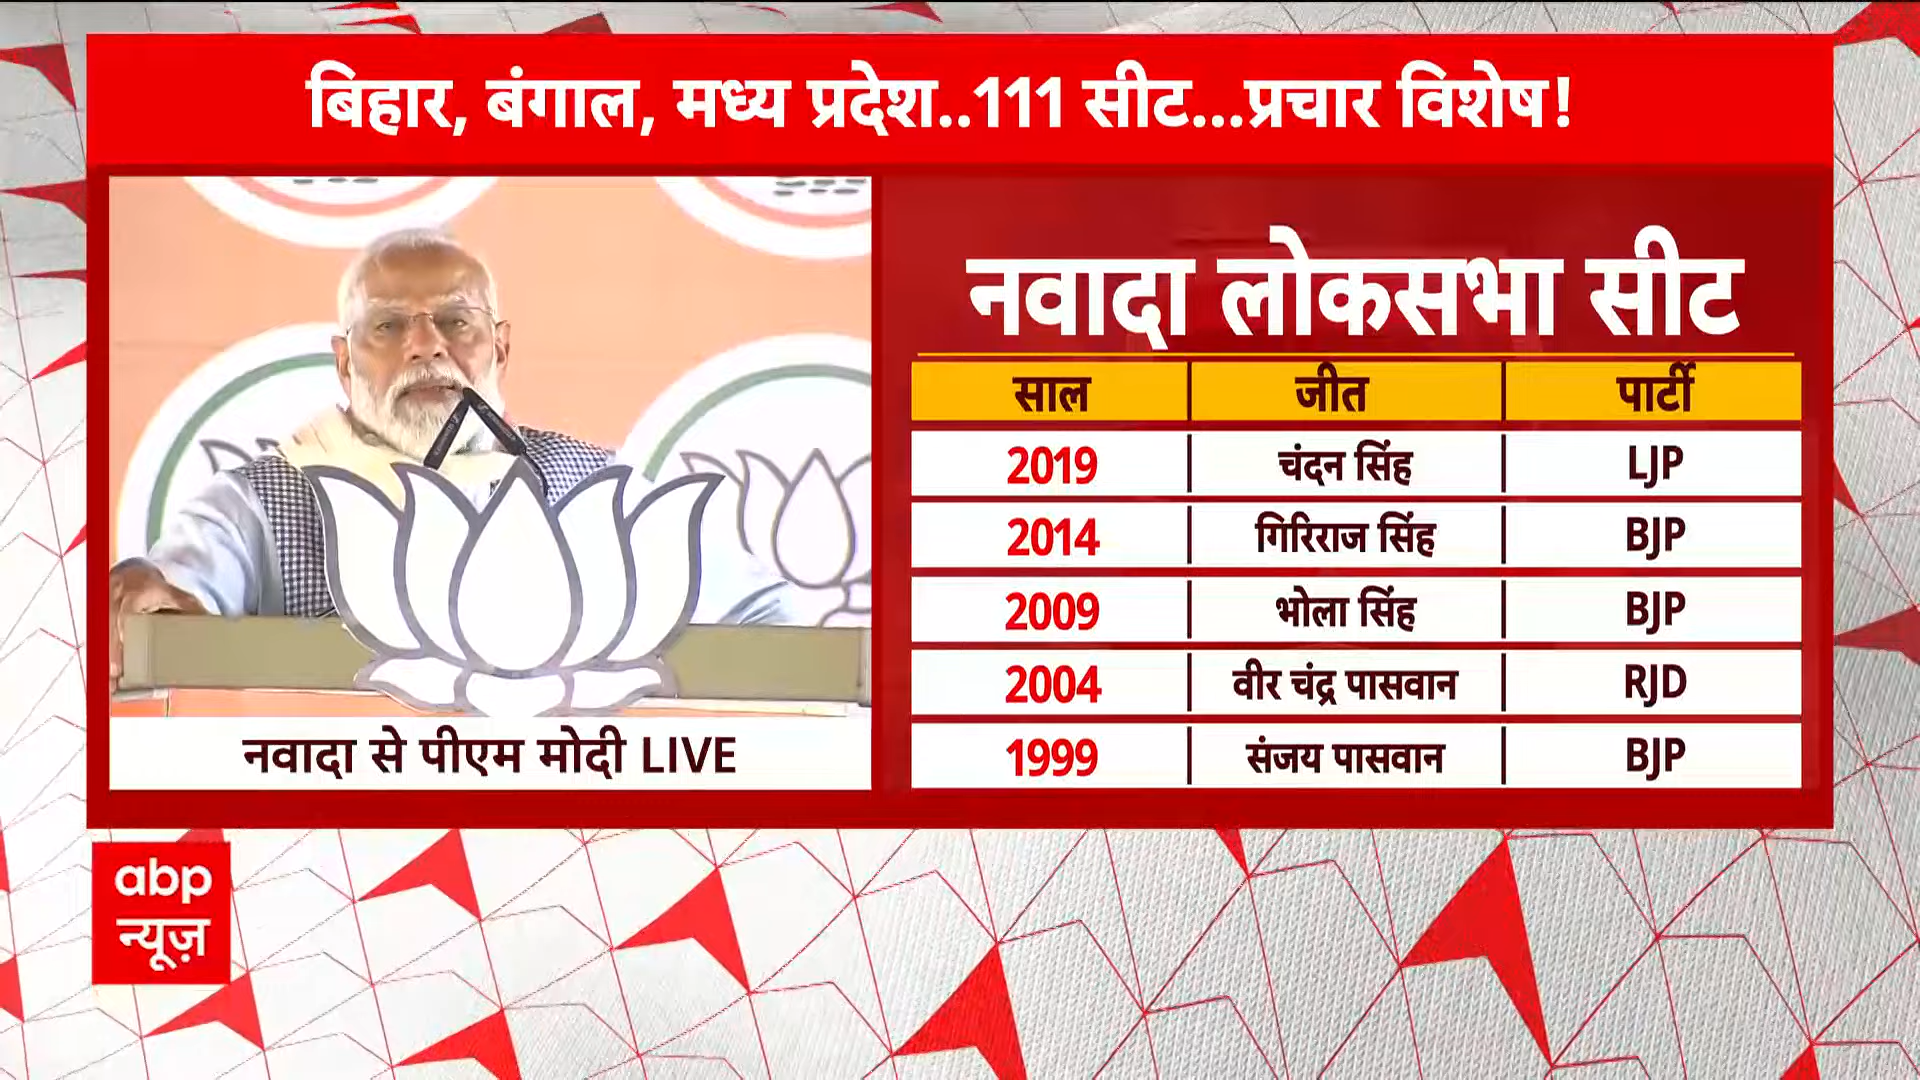 बिहार, बंगाल, मध्य प्रदेश..111 सीट...प्रचार विशेष!
नवादा लोकसभा सीट
साल जीत पार्टी
2019 चंदन सिंह LJP
2014 गिरिराज सिंह BJP
2009 भोला सिंह BJP
2004 वीर चंद्र पासवान RJD
1999 संजय पासवान BJP
नवादा से पीएम मोदी LIVE
abp
न्यूज़